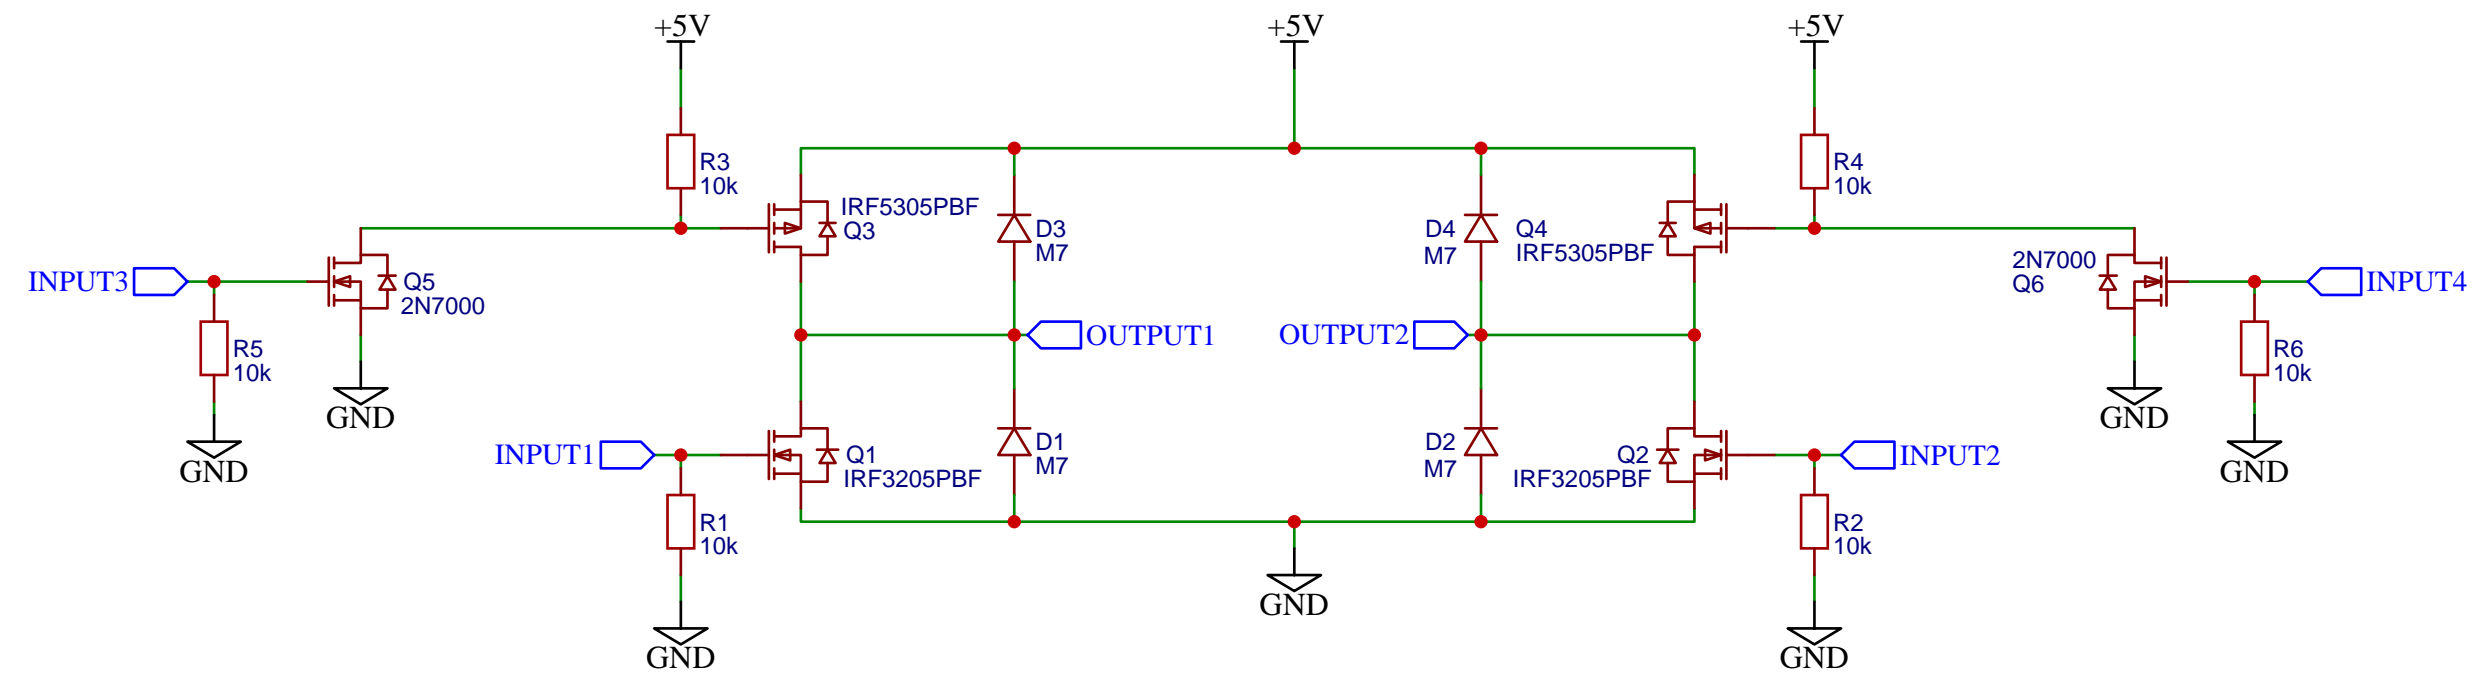 +5V
+5V
+5V
R3
10k
R4
10k
IRF5305PBF
Q3
D3
M7
D4
M7
Q4
IRF5305PBF
2N7000
Q6
INPUT3
Q5
2N7000
INPUT4
OUTPUT1
OUTPUT2
R5
10k
R6
10k
GND
GND
INPUT1
Q1
IRF3205PBF
D1
M7
D2
M7
Q2
IRF3205PBF
INPUT2
GND
GND
R1
10k
R2
10k
GND
GND
GND